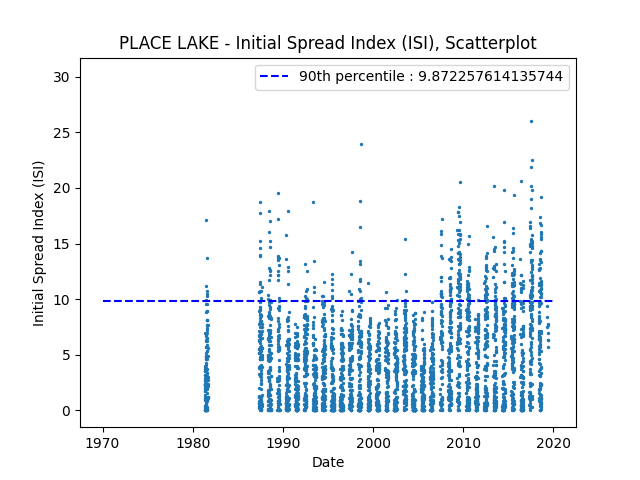 PLACE LAKE - Initial Spread Index (ISI), Scatterplot
90th percentile : 9.872257614135744
Initial Spread Index (ISI)
30
25
20
15
10
5
0
1970 1980 1990 2000 2010 2020
Date